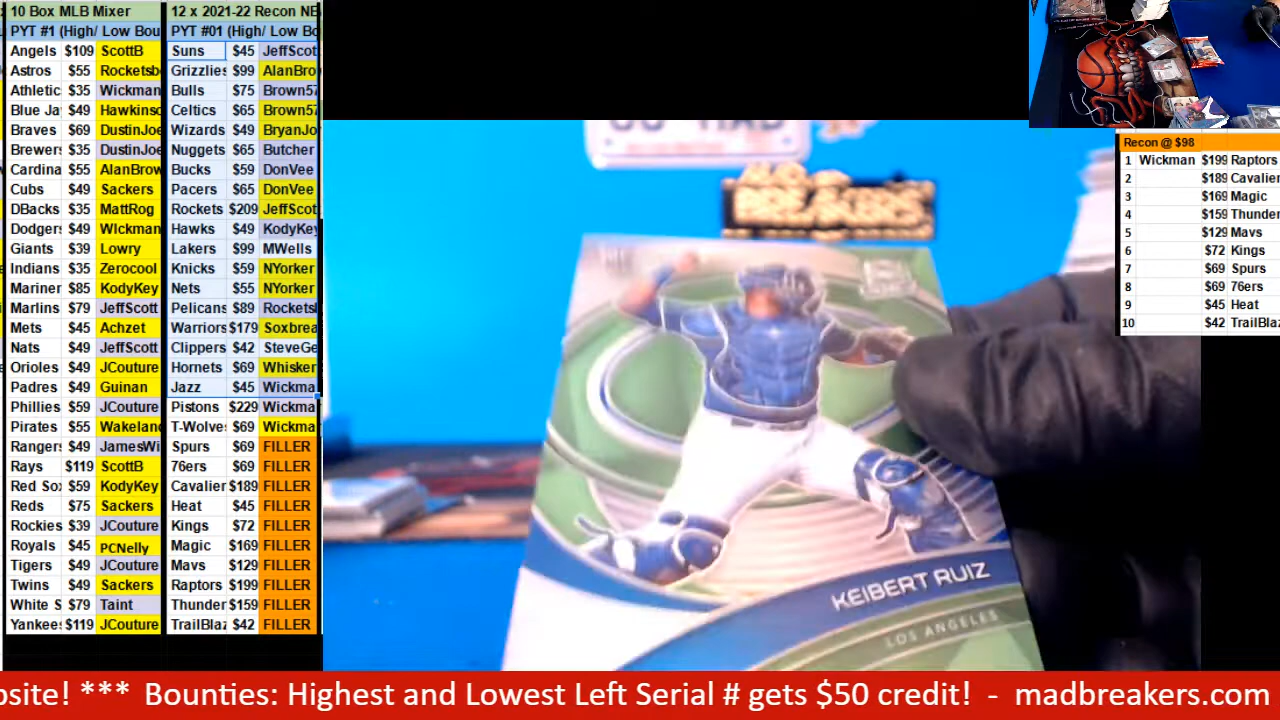 10 Box MLB Mixer
PYT #1 (High/ Low Bou
Angels $109 ScottB
Astros $55 Rocketsb
Athletic $35 Wickman
Blue Ja $49 Hawkins
Braves $69 DustinJoe
Brewers $35 DustinJoe
Cardina $55 AlanBrow
Cubs $49 Sackers
DBacks $35 MattRog
Dodgers $49 WIckman
Giants $39 Lowry
Indians $35 Zerocool
Mariner $85 KodyKey
Marlins $79 JeffScott
Mets $45 Achzet
Nats $49 JeffScott
Orioles $49 JCouture
Padres $49 Guinan
Phillies $59 JCouture
Pirates $55 Wakeland
Rangers $49 JamesWi
Rays $119 ScottB
Red Sox $59 KodyKey
Reds $75 Sackers
Rockies $39 JCouture
Royals $45 PCNelly
Tigers $49 JCouture
Twins $49 Sackers
White S $79 Taint
Yankees $119 JCouture
12 x 2021-22 Recon NB
PYT #01 (High/ Low Bo
Suns $45 JeffScot
Grizzlies $99 AlanBro
Bulls $75 Brown57
Celtics $65 Brown57
Wizards $49 BryanJo
Nuggets $65 Butcher
Bucks $59 DonVee
Pacers $65 DonVee
Rockets $209 JeffScot
Hawks $49 KodyKey
Lakers $99 MWells
Knicks $59 NYorker
Nets $55 NYorker
Pelicans $89 Rockets
Warriors $179 Soxbrea
Clippers $42 SteveGe
Hornets $69 Whisker
Jazz $45 Wickma
Pistons $229 Wickma
T-Wolves $69 Wickma
Spurs $69 FILLER
76ers $69 FILLER
Cavalier $189 FILLER
Heat $45 FILLER
Kings $72 FILLER
Magic $169 FILLER
Mavs $129 FILLER
Raptors $199 FILLER
Thunder $159 FILLER
TrailBlaz $42 FILLER
BREAKERS
KEIBERT RUIZ
LOS ANGELES
Recon @ $98
1 Wickman $199 Raptors
2 $189 Cavalier
3 $169 Magic
4 $159 Thunder
5 $129 Mavs
6 $72 Kings
7 $69 Spurs
8 $69 76ers
9 $45 Heat
10 $42 TrailBlaz
osite! *** Bounties: Highest and Lowest Left Serial # gets $50 credit! - madbreakers.com